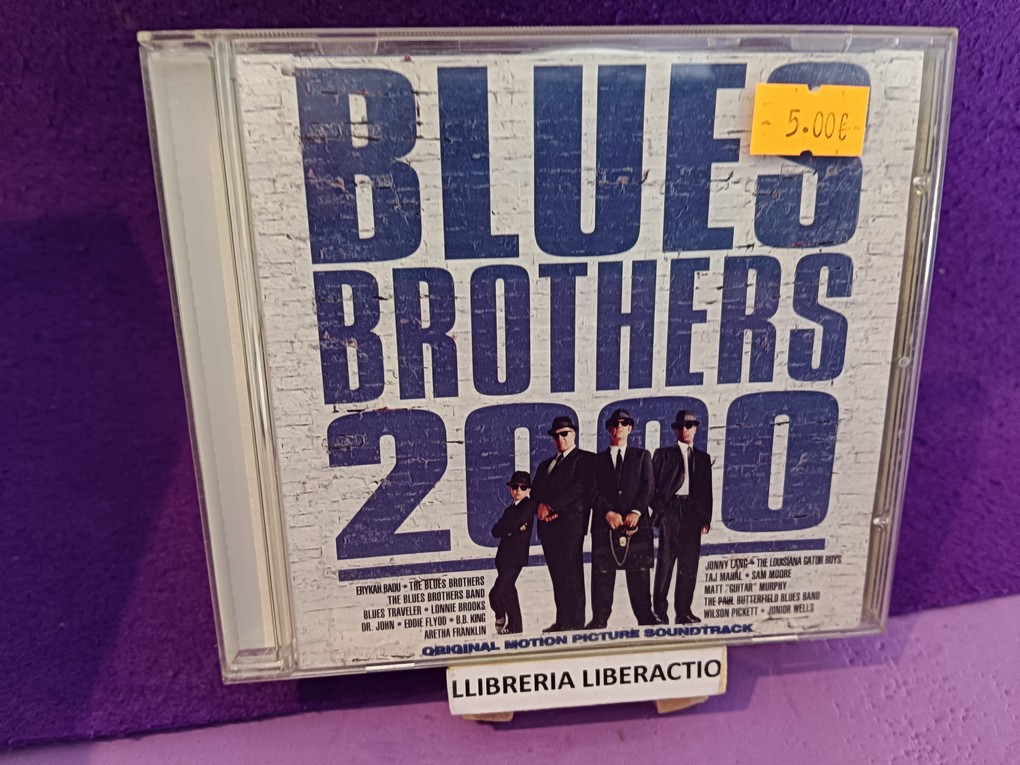 BLUES
5.00€
BROTHERS
2000
ERYKAH BADU • THE BLUES BROTHERS
THE BLUES BROTHERS BAND
BLUES TRAVELER • LONNIE BROOKS
DR. JOHN • EDDIE FLYOD • B.B. KING
ARETHA FRANKLIN
JONNY LANG • THE LOUISIANA GATOR BOYS
TAJ MAHAL • SAM MOORE
MATT "GUITAR" MURPHY
THE PAUL BUTTERFIELD BLUES BAND
WILSON PICKETT • JUNIOR WELLS
ORIGINAL MOTION PICTURE SOUNDTRACK
LLIBRERIA LIBERACTIO